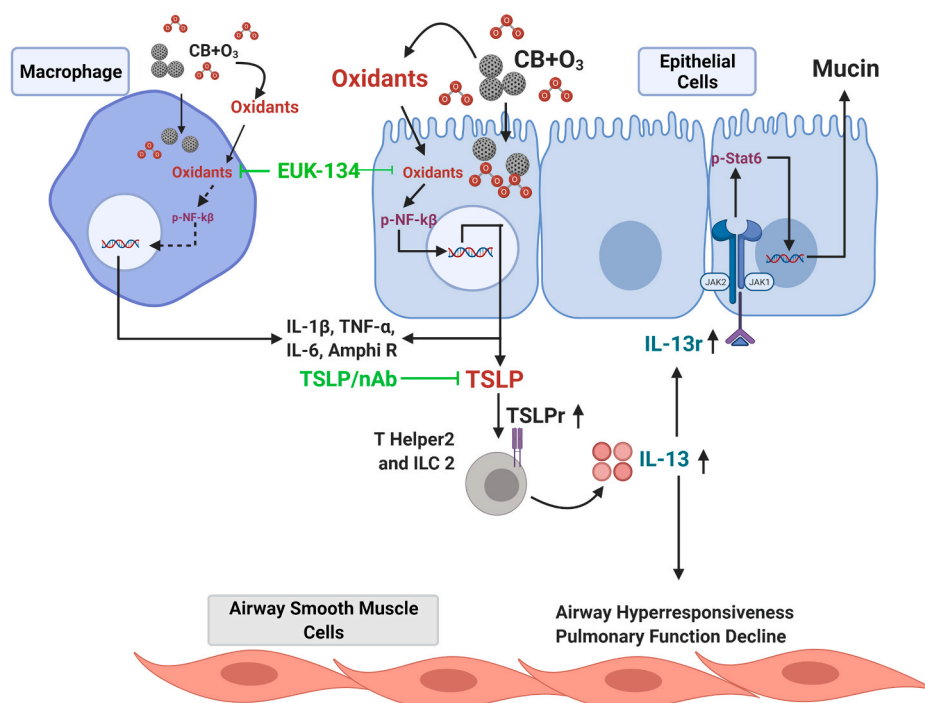 Macrophage
CB+O₃
Oxidants
Oxidants
p-NF-kβ
EUK-134
CB+O₃
Oxidants
Oxidants
p-NF-kβ
Epithelial
Cells
Mucin
p-Stat6
JAK2
JAK1
IL-1β, TNF-α,
IL-6, Amphi R
TSLP/nAb
TSLP
IL-13r
TSLPr
T Helper2
and ILC 2
IL-13
Airway Smooth Muscle
Cells
Airway Hyperresponsiveness
Pulmonary Function Decline